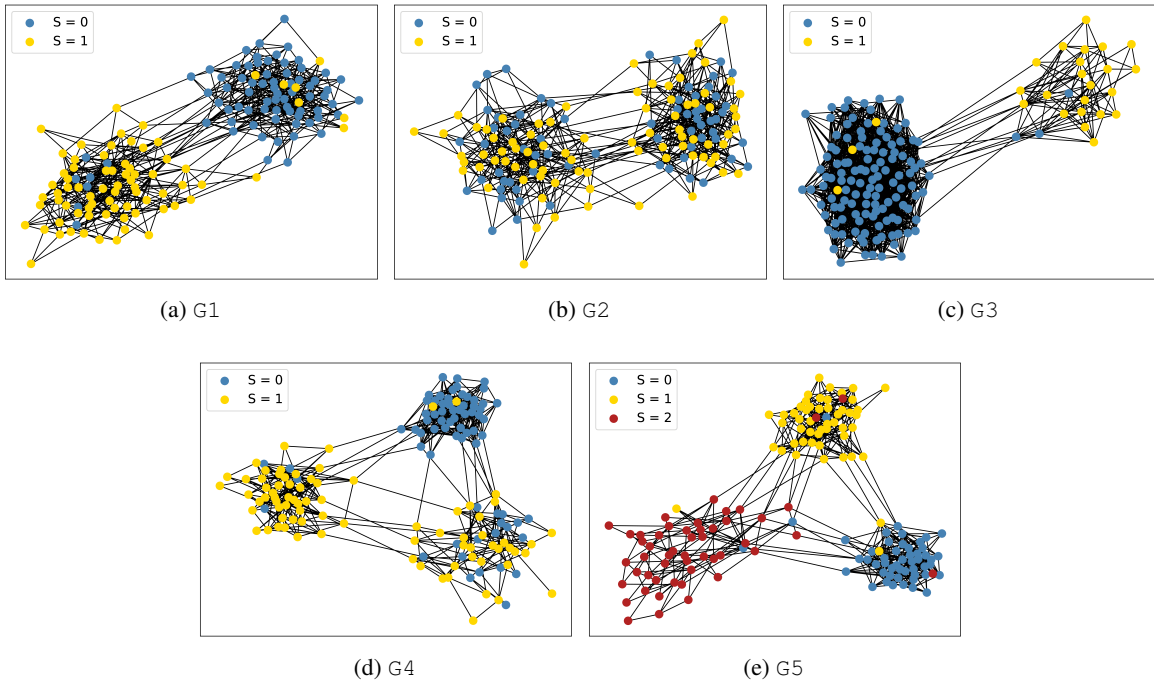 S = 0
S = 1
S = 0
S = 1
S = 0
S = 1
(a) G1
(b) G2
(c) G3
S = 0
S = 1
S = 0
S = 1
S = 2
(d) G4
(e) G5